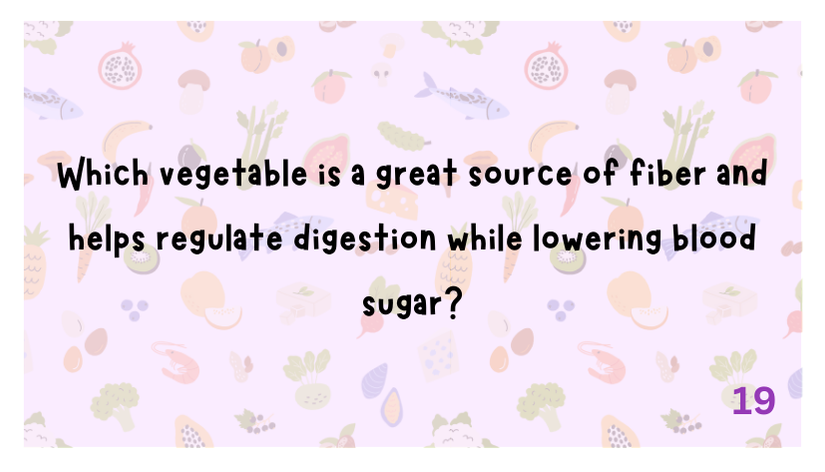 Which vegetable is a great source of fiber and
helps regulate digestion while lowering blood
sugar?
19